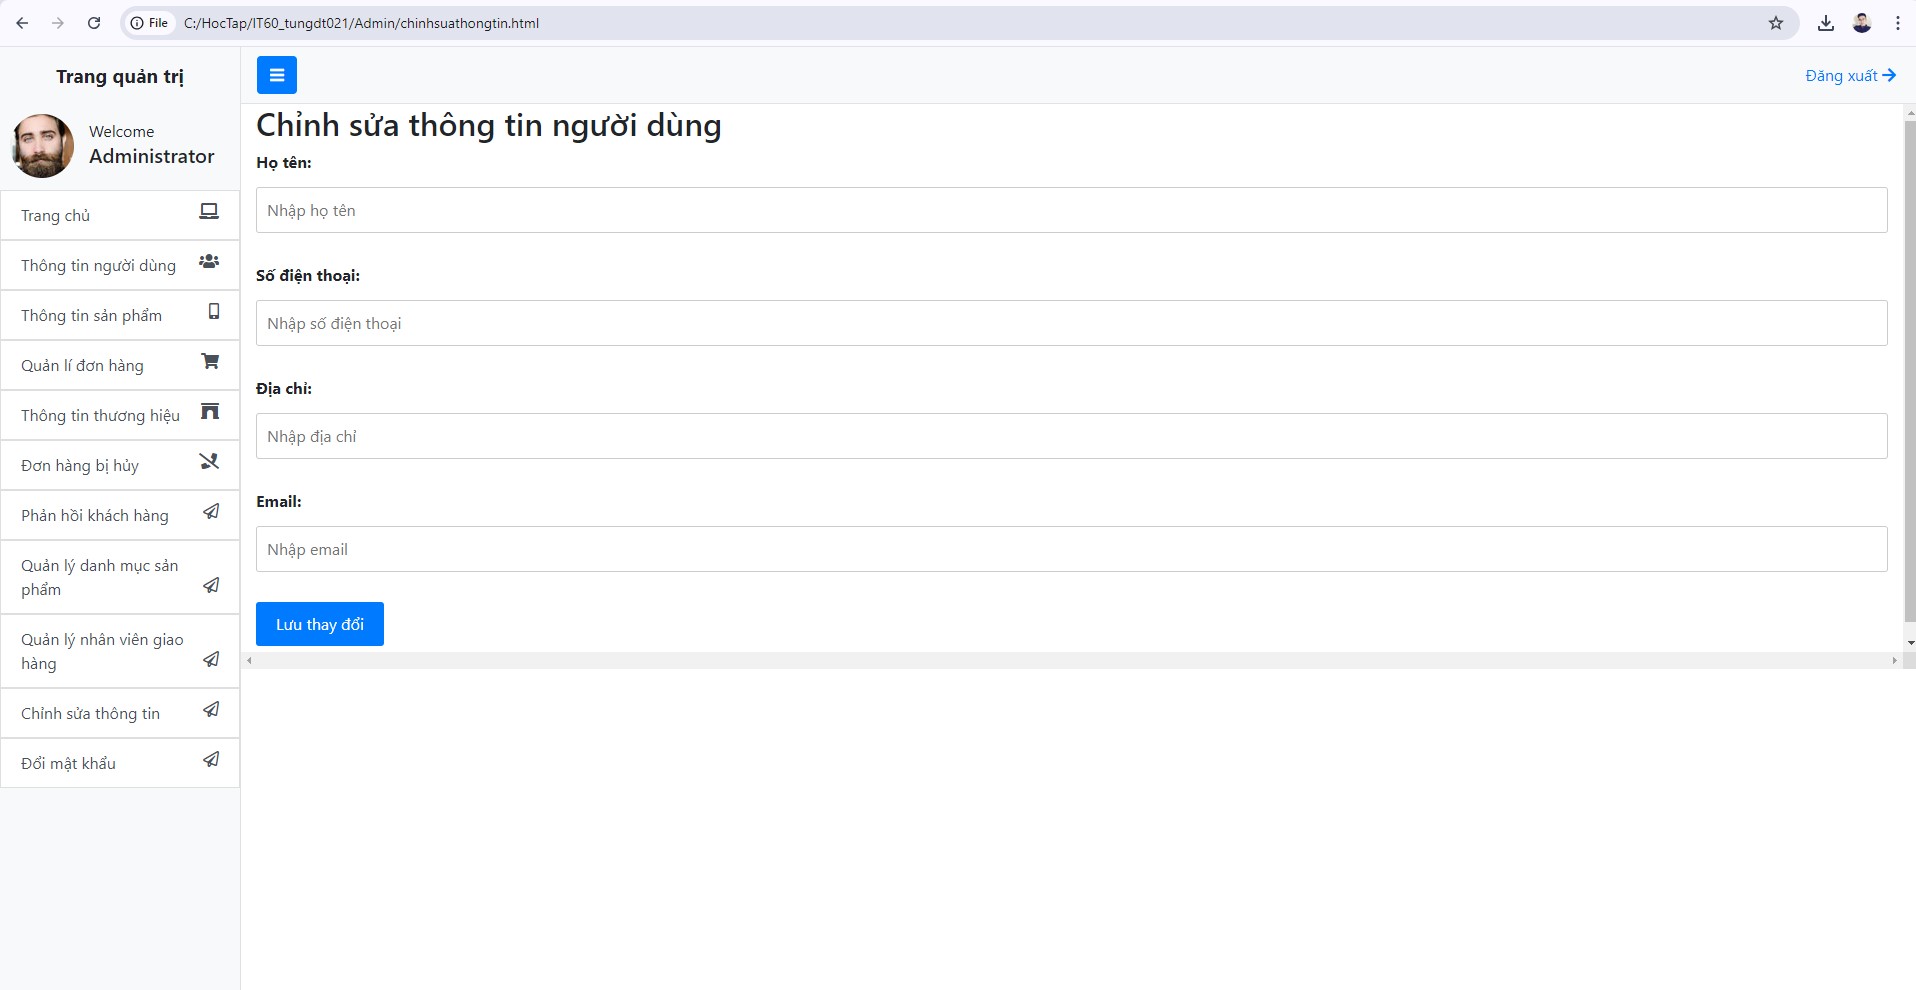 File
C:/HocTap/IT60_tungdt021/Admin/chinhsuathongtin.html
Trang quản trị
Đăng xuất
Welcome
Administrator
Trang chủ
Thông tin người dùng
Thông tin sản phẩm
Quản lí đơn hàng
Thông tin thương hiệu
Đơn hàng bị hủy
Phản hồi khách hàng
Quản lý danh mục sản
phẩm
Quản lý nhân viên giao
hàng
Chỉnh sửa thông tin
Đổi mật khẩu
Chỉnh sửa thông tin người dùng
Họ tên:
Nhập họ tên
Số điện thoại:
Nhập số điện thoại
Địa chỉ:
Nhập địa chỉ
Email:
Nhập email
Lưu thay đổi